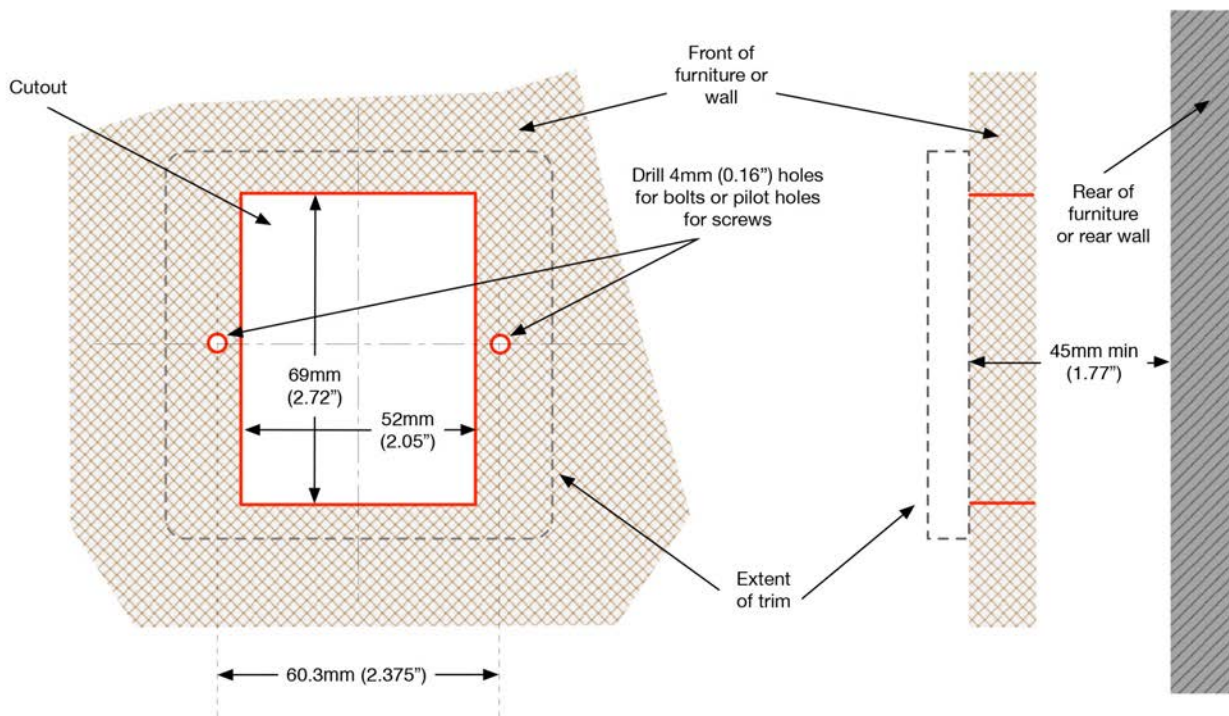 Cutout
Front of
furniture or
wall
Drill 4mm (0.16”) holes
for bolts or pilot holes
for screws
Rear of
furniture
or rear wall
69mm
(2.72”)
52mm
(2.05”)
45mm min
(1.77”)
Extent
of trim
60.3mm (2.375”)